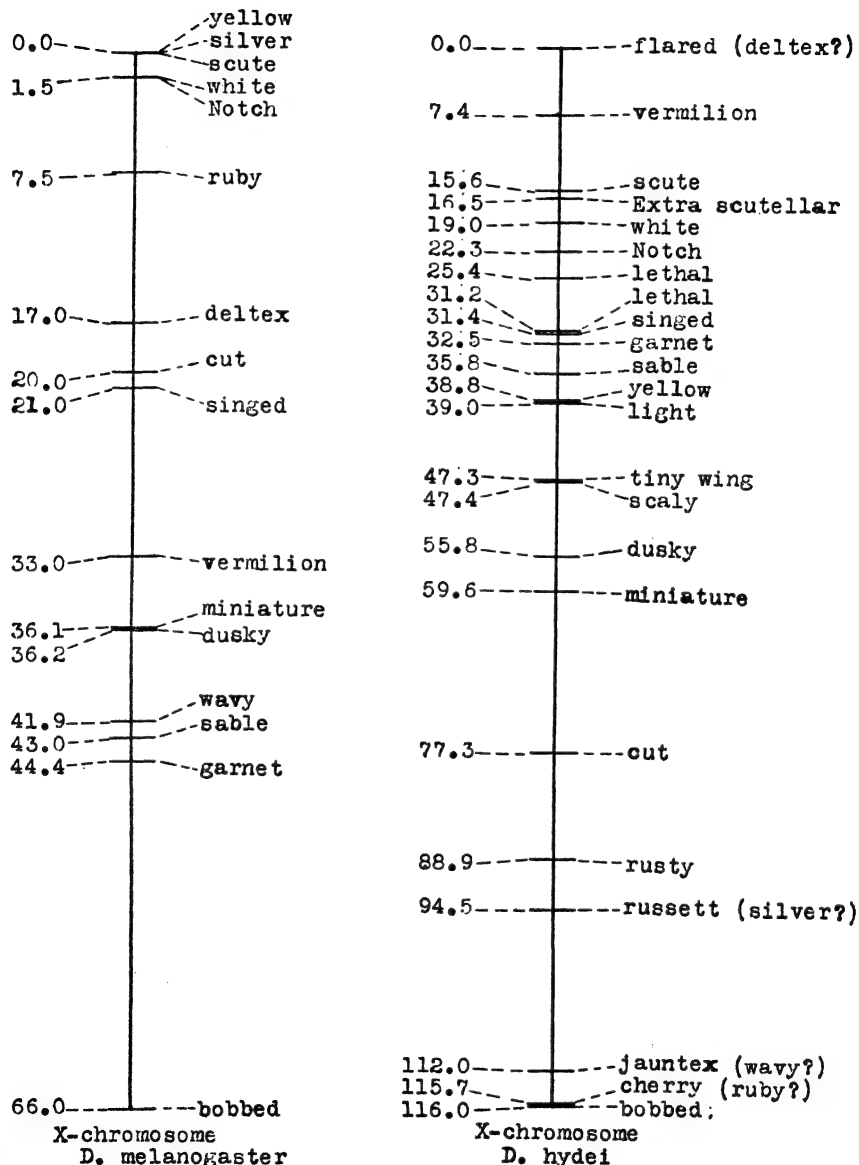 yellow
0.0 silver
scute
1.5 white
Notch
7.5 ruby
17.0 deltex
cut
20.0
21.0 singed
33.0 vermilion
miniature
36.1 dusky
36.2
wavy
41.9 sable
43.0
44.4 garnet
66.0 bobbed
X-chromosome
D. melanogaster
0.0 flared (deltex?)
7.4 vermilion
15.6 scute
16.5 Extra scutellar
19.0 white
22.3 Notch
25.4 lethal
31.2 lethal
31.4 singed
32.5 garnet
35.8 sable
38.8 yellow
39.0 light
47.3 tiny wing
47.4 scaly
55.8 dusky
59.6 miniature
77.3 cut
88.9 rusty
94.5 russett (silver?)
112.0 jauntex (wavy?)
115.7 cherry (ruby?)
116.0 bobbed;
X-chromosome
D. hydei